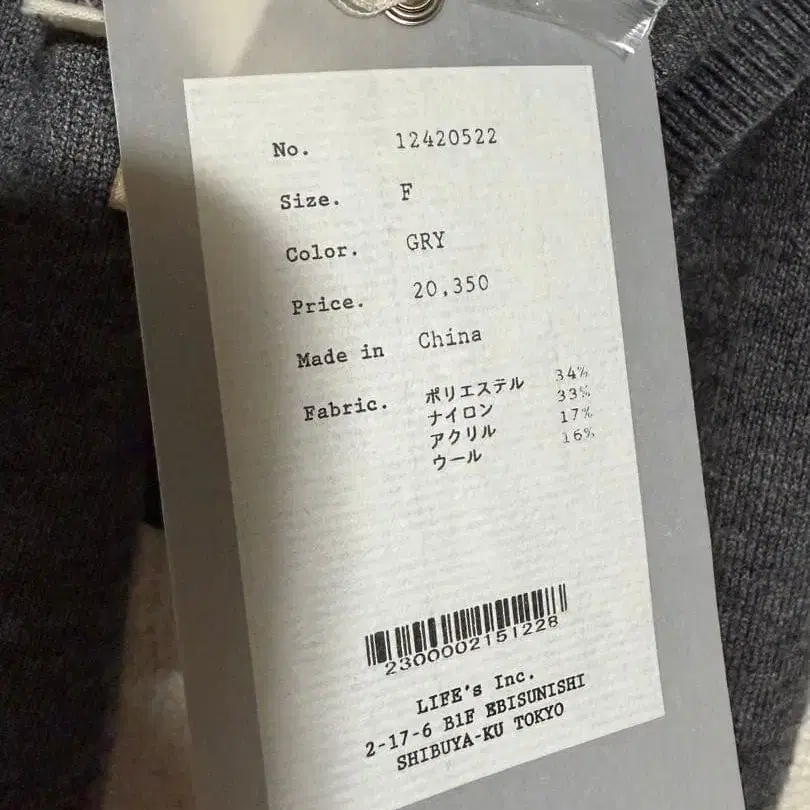 No. 12420522
Size. F
Color. GRY
Price. 20,350
Made in China
Fabric. ポリエステル 34%
ナイロン 33%
アクリル 17%
ウール 16%
2300002151228
LIFE's Inc.
2-17-6 B1F EBISUNISHI
SHIBUYA-KU TOKYO